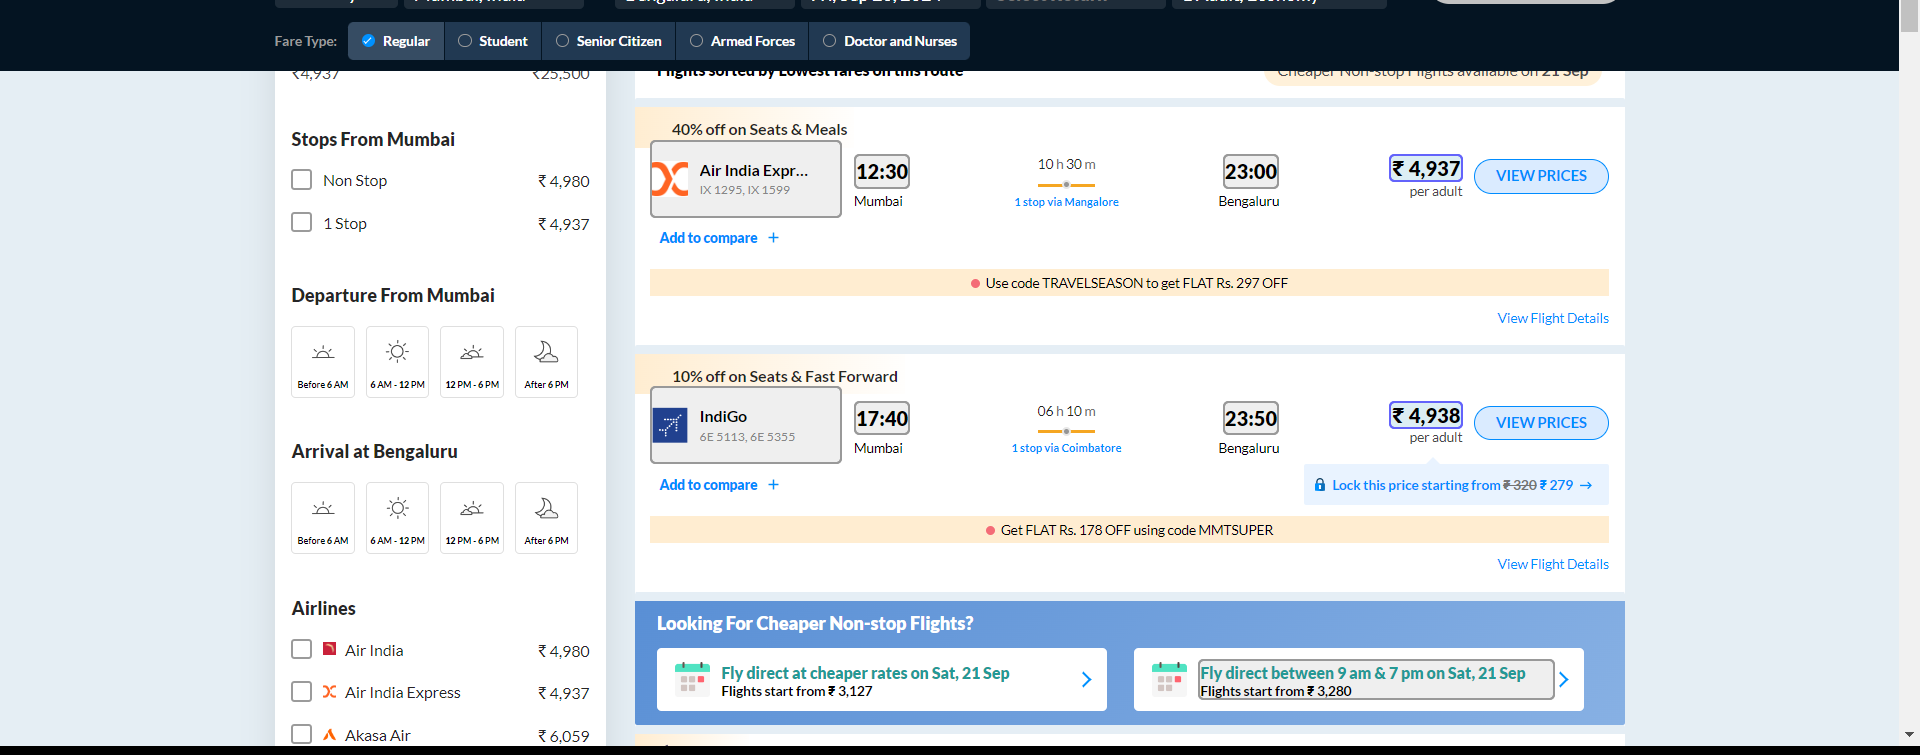 Fare Type:
Regular
Student
Senior Citizen
Armed Forces
Doctor and Nurses
₹4,937
₹25,500
Stops From Mumbai
Non Stop
₹ 4,980
1 Stop
₹ 4,937
Departure From Mumbai
Before 6 AM
6 AM - 12 PM
12 PM - 6 PM
After 6 PM
Arrival at Bengaluru
Before 6 AM
6 AM - 12 PM
12 PM - 6 PM
After 6 PM
Airlines
Air India
₹ 4,980
Air India Express
₹ 4,937
Akasa Air
₹ 6,059
Flights sorted by Lowest fares on this route
Cheaper Non-stop Flights available on 21 Sep
40% off on Seats & Meals
Air India Expr...
IX 1295, IX 1599
12:30
Mumbai
10 h 30 m
1 stop via Mangalore
23:00
Bengaluru
₹ 4,937
per adult
VIEW PRICES
Add to compare +
Use code TRAVELSEASON to get FLAT Rs. 297 OFF
View Flight Details
10% off on Seats & Fast Forward
IndiGo
6E 5113, 6E 5355
17:40
Mumbai
06 h 10 m
1 stop via Coimbatore
23:50
Bengaluru
₹ 4,938
per adult
VIEW PRICES
Add to compare +
Lock this price starting from ₹ 320 ₹ 279 →
Get FLAT Rs. 178 OFF using code MMTSUPER
View Flight Details
Looking For Cheaper Non-stop Flights?
Fly direct at cheaper rates on Sat, 21 Sep
Flights start from ₹ 3,127
Fly direct between 9 am & 7 pm on Sat, 21 Sep
Flights start from ₹ 3,280